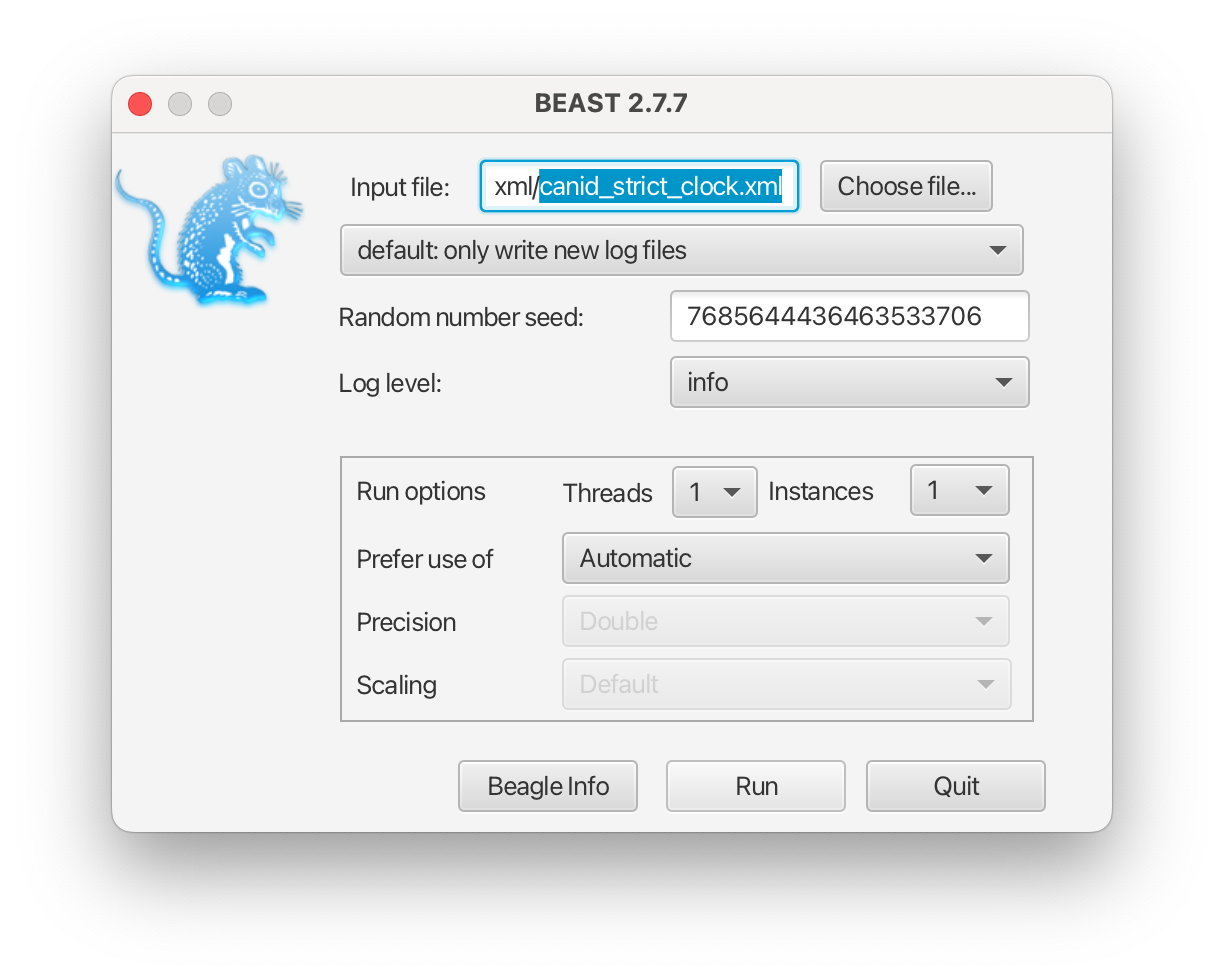 BEAST 2.7.7
Input file: xml/canid_strict_clock.xml Choose file...
default: only write new log files
Random number seed: 7685644436463533706
Log level: info
Run options Threads 1 Instances 1
Prefer use of Automatic
Precision Double
Scaling Default
Beagle Info Run Quit